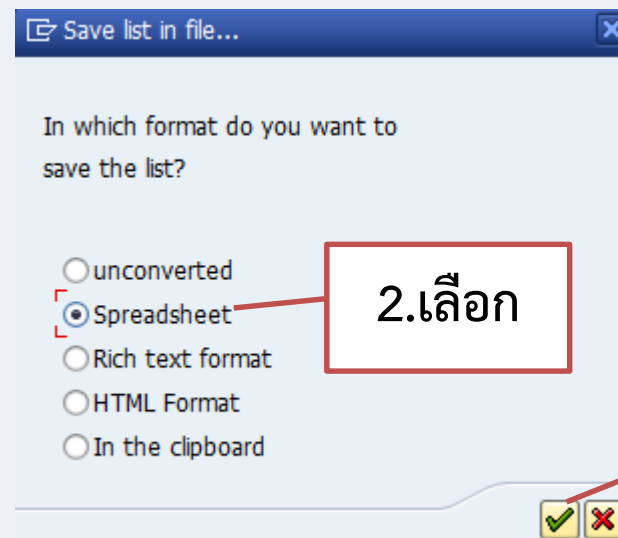 Save list in file...
In which format do you want to
save the list?
unconverted
Spreadsheet
2.เลือก
Rich text format
HTML Format
In the clipboard